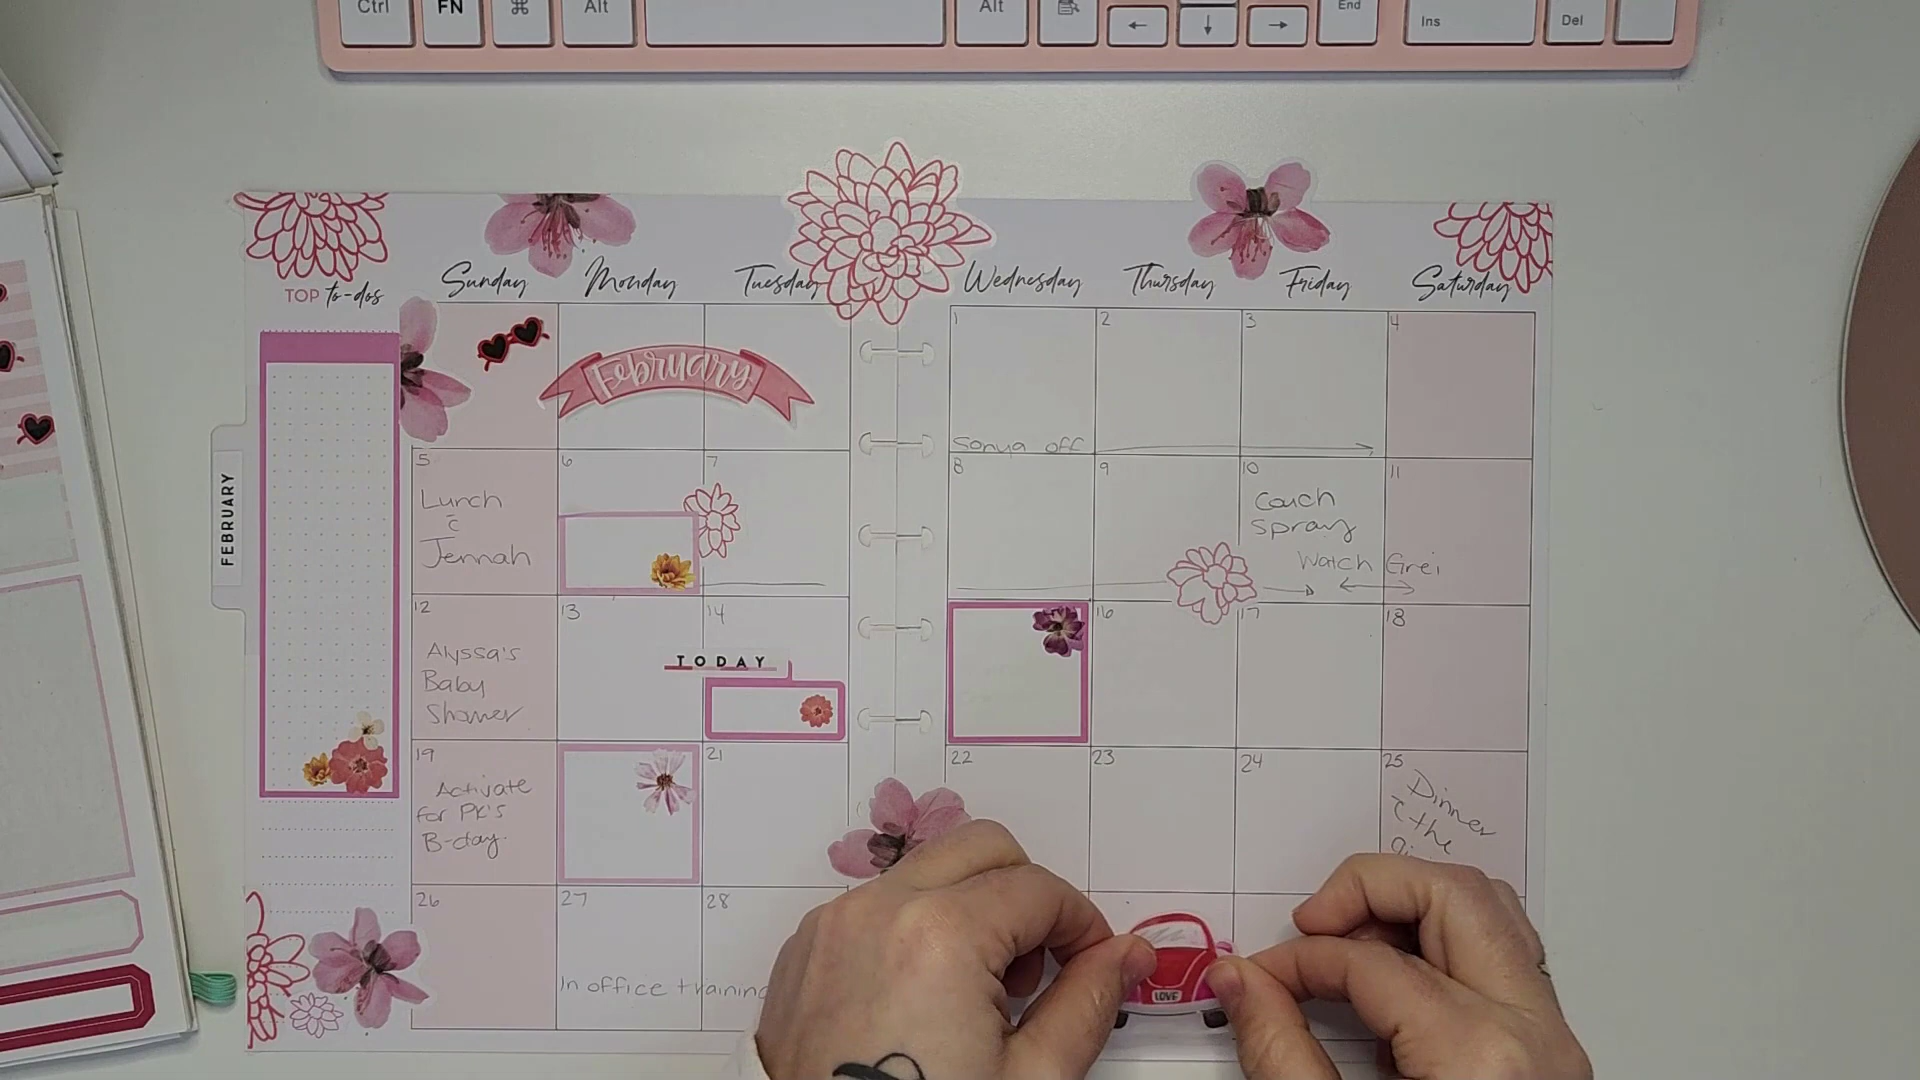 Ctrl FN ⌘ Alt Alt End Ins Del
← ↓ →
TOP to-dos
Sunday Monday Tuesday Wednesday Thursday Friday Saturday
February
FEBRUARY
1 2 3 4
Sonya off
5 6 7 8 9 10 11
Lunch
c̄
Jennah
Couch
Spray
Watch Grei
12 13 14 16 17 18
Alyssa's
Baby
Shower
TODAY
19 21 22 23 24 25
Activate
for PK's
B-day.
Dinner
c̄ the
26 27 28
In office training
LOVE